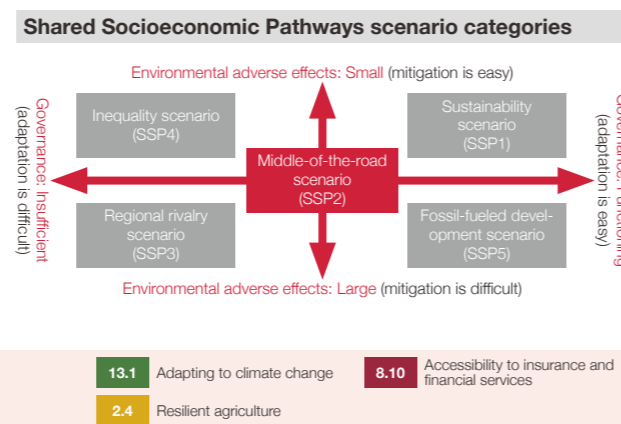 Shared Socioeconomic Pathways scenario categories
Environmental adverse effects: Small (mitigation is easy)
Governance: Insufficient
(adaptation is difficult)
Inequality scenario
(SSP4)
Sustainability
scenario
(SSP1)
Middle-of-the-road
scenario
(SSP2)
Regional rivalry
scenario
(SSP3)
Fossil-fueled devel-
opment scenario
(SSP5)
Governance: Functioning
(adaptation is easy)
Environmental adverse effects: Large (mitigation is difficult)
13.1 Adapting to climate change
8.10 Accessibility to insurance and
financial services
2.4 Resilient agriculture